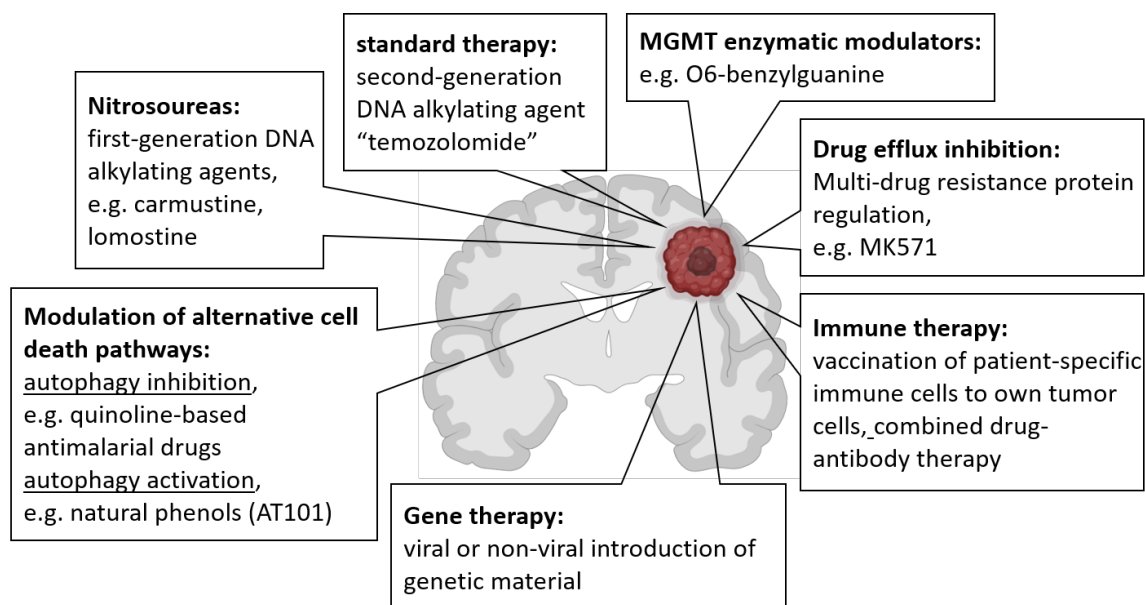 standard therapy:
second-generation
DNA alkylating agent
“temozolomide”
MGMT enzymatic modulators:
e.g. O6-benzylguanine
Nitrosoureas:
first-generation DNA
alkylating agents,
e.g. carmustine,
lomostine
Drug efflux inhibition:
Multi-drug resistance protein
regulation,
e.g. MK571
Modulation of alternative cell
death pathways:
autophagy inhibition,
e.g. quinoline-based
antimalarial drugs
autophagy activation,
e.g. natural phenols (AT101)
Immune therapy:
vaccination of patient-specific
immune cells to own tumor
cells, combined drug-
antibody therapy
Gene therapy:
viral or non-viral introduction of
genetic material